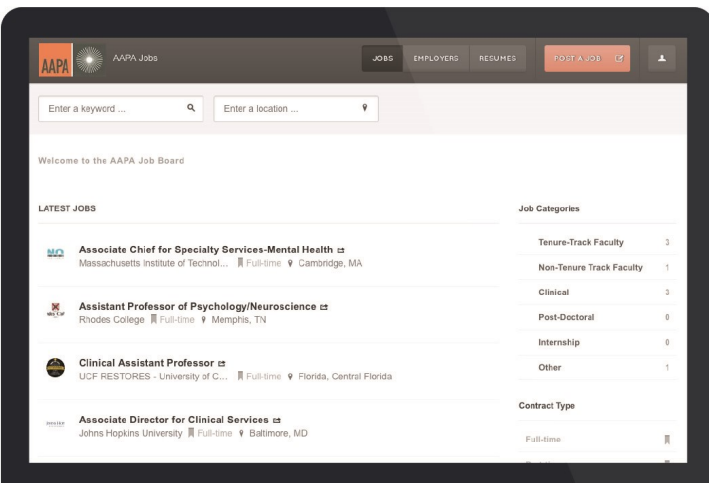 AAPA
AAPA Jobs
JOBS
EMPLOYERS
RESUMES
POST A JOB
Enter a keyword ...
Enter a location ...
Welcome to the AAPA Job Board
LATEST JOBS
Associate Chief for Specialty Services-Mental Health
Massachusetts Institute of Technol... Full-time Cambridge, MA
Assistant Professor of Psychology/Neuroscience
Rhodes College Full-time Memphis, TN
Clinical Assistant Professor
UCF RESTORES - University of C... Full-time Florida, Central Florida
Associate Director for Clinical Services
Johns Hopkins University Full-time Baltimore, MD
Job Categories
Tenure-Track Faculty 3
Non-Tenure Track Faculty 1
Clinical 3
Post-Doctoral 0
Internship 0
Other 1
Contract Type
Full-time